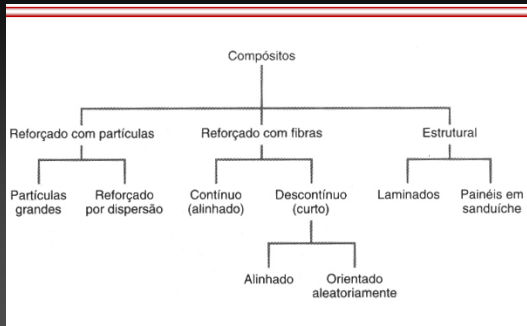 Compósitos
Reforçado com partículas
Reforçado com fibras
Estrutural
Partículas
grandes
Reforçado
por dispersão
Contínuo
(alinhado)
Descontínuo
(curto)
Laminados
Painéis em
sanduíche
Alinhado
Orientado
aleatoriamente